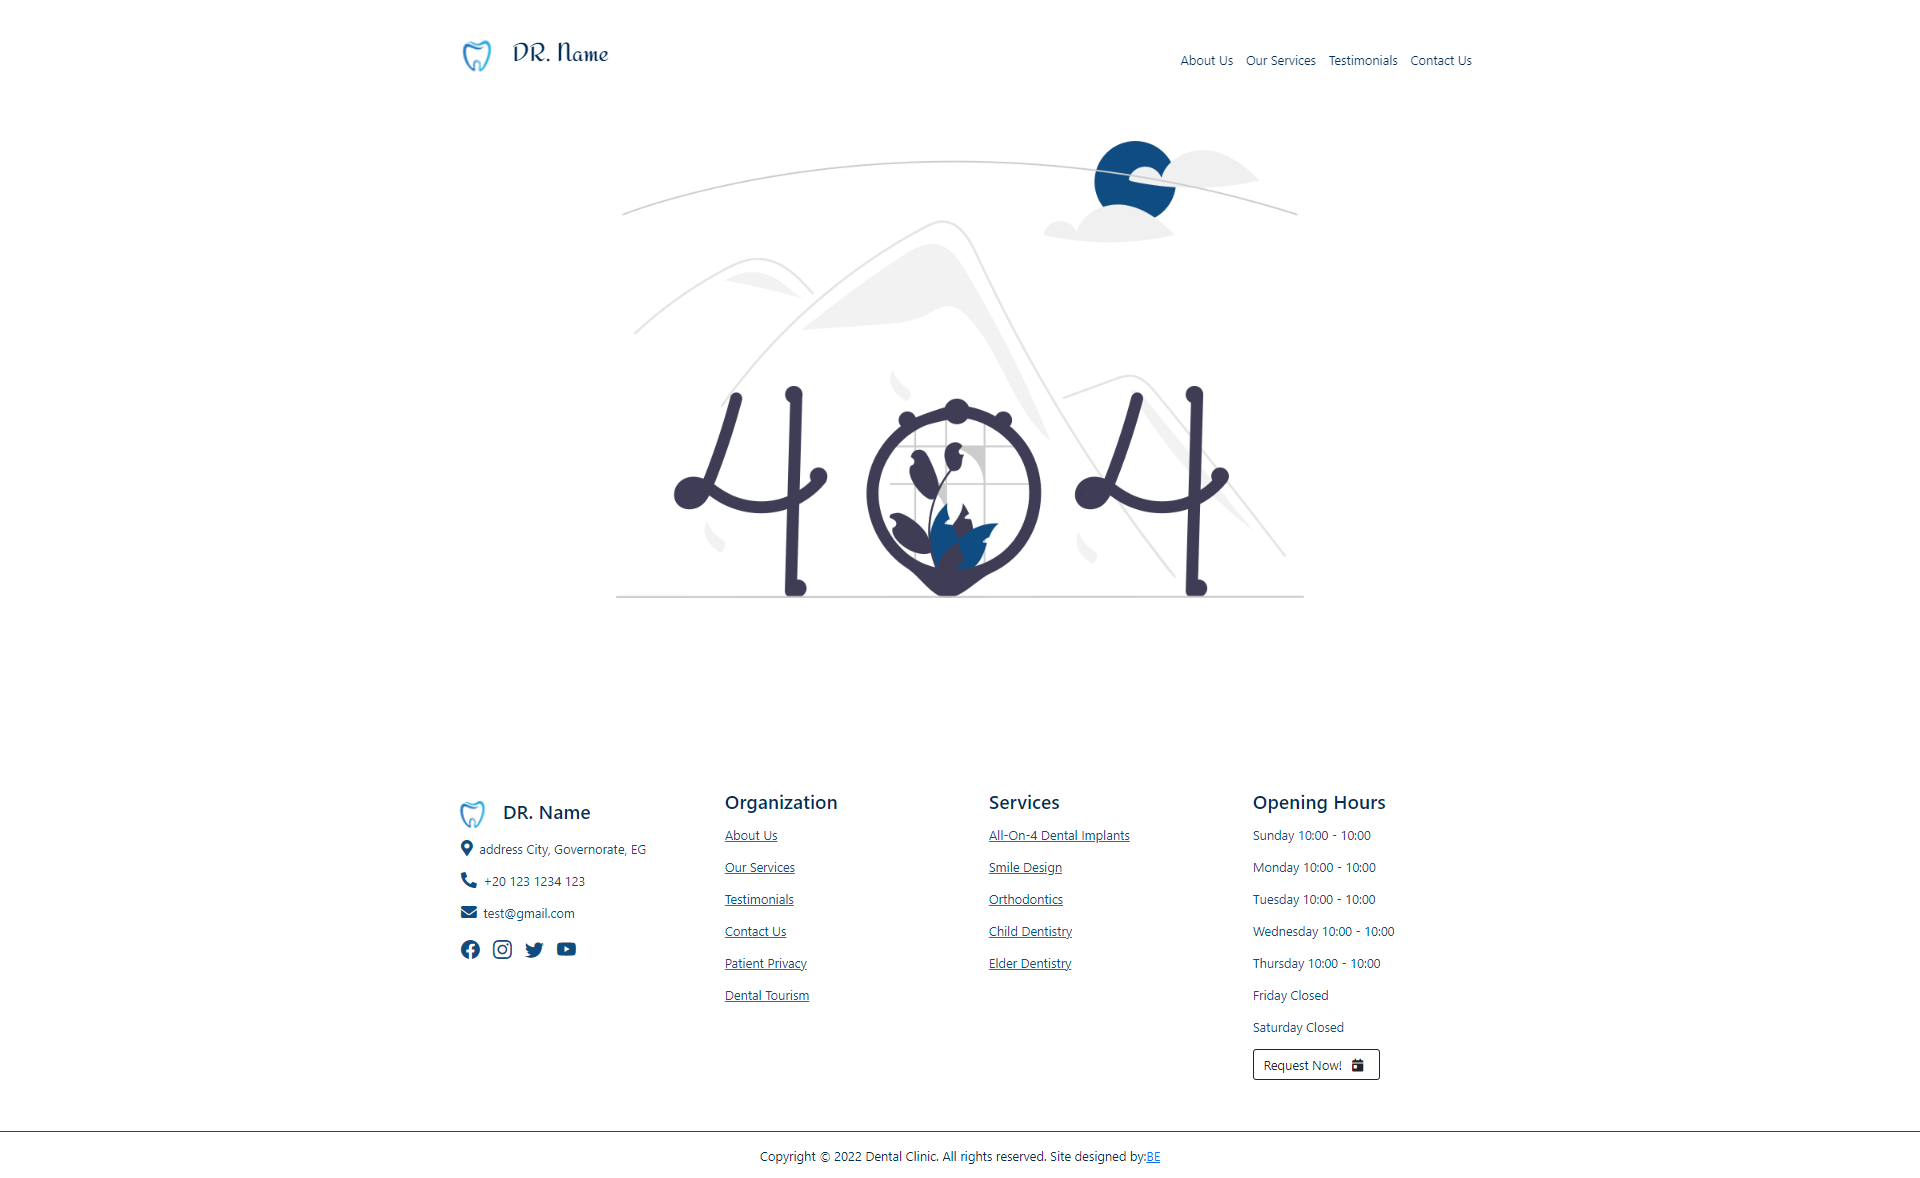 DR. Name
About Us Our Services Testimonials Contact Us
404
DR. Name
address City, Governorate, EG
+20 123 1234 123
test@gmail.com
Organization
About Us
Our Services
Testimonials
Contact Us
Patient Privacy
Dental Tourism
Services
All-On-4 Dental Implants
Smile Design
Orthodontics
Child Dentistry
Elder Dentistry
Opening Hours
Sunday 10:00 - 10:00
Monday 10:00 - 10:00
Tuesday 10:00 - 10:00
Wednesday 10:00 - 10:00
Thursday 10:00 - 10:00
Friday Closed
Saturday Closed
Request Now!
Copyright © 2022 Dental Clinic. All rights reserved. Site designed by:BE